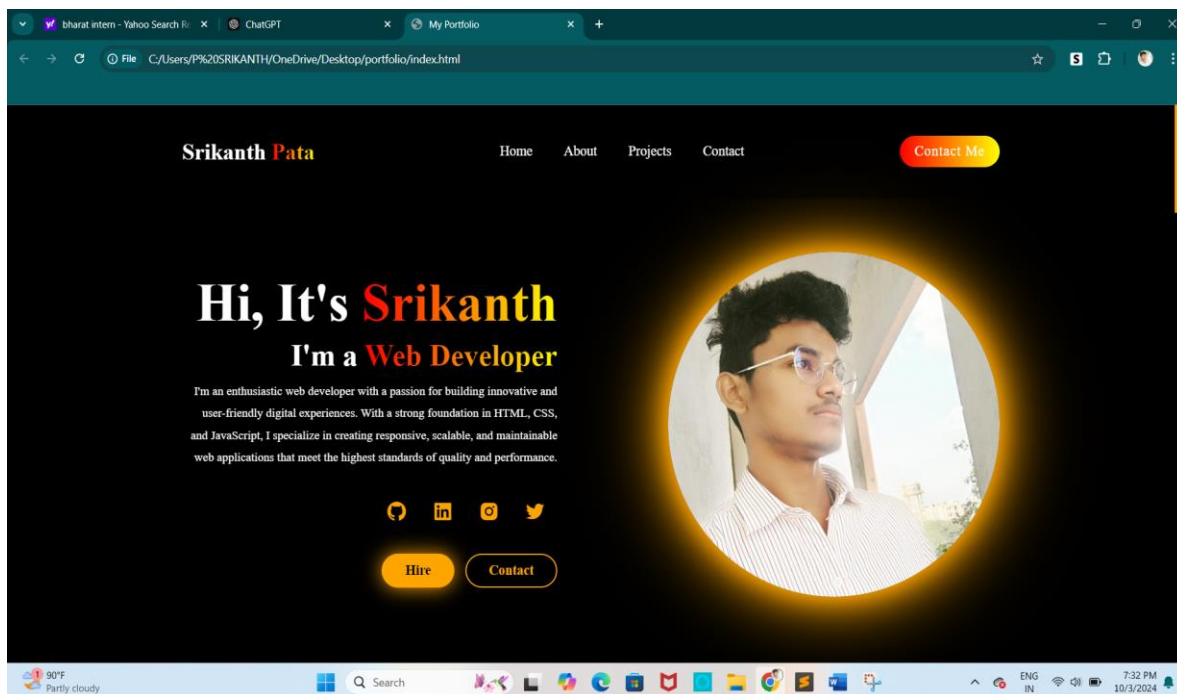 bharat intern - Yahoo Search Re
ChatGPT
My Portfolio
File C:/Users/P%20SRIKANTH/OneDrive/Desktop/portfolio/index.html
Srikanth Pata
Home About Projects Contact
Contact Me
Hi, It's Srikanth
I'm a Web Developer
I'm an enthusiastic web developer with a passion for building innovative and
user-friendly digital experiences. With a strong foundation in HTML, CSS,
and JavaScript, I specialize in creating responsive, scalable, and maintainable
web applications that meet the highest standards of quality and performance.
Hire Contact
90°F
Partly cloudy
Search
ENG
IN
7:32 PM
10/3/2024